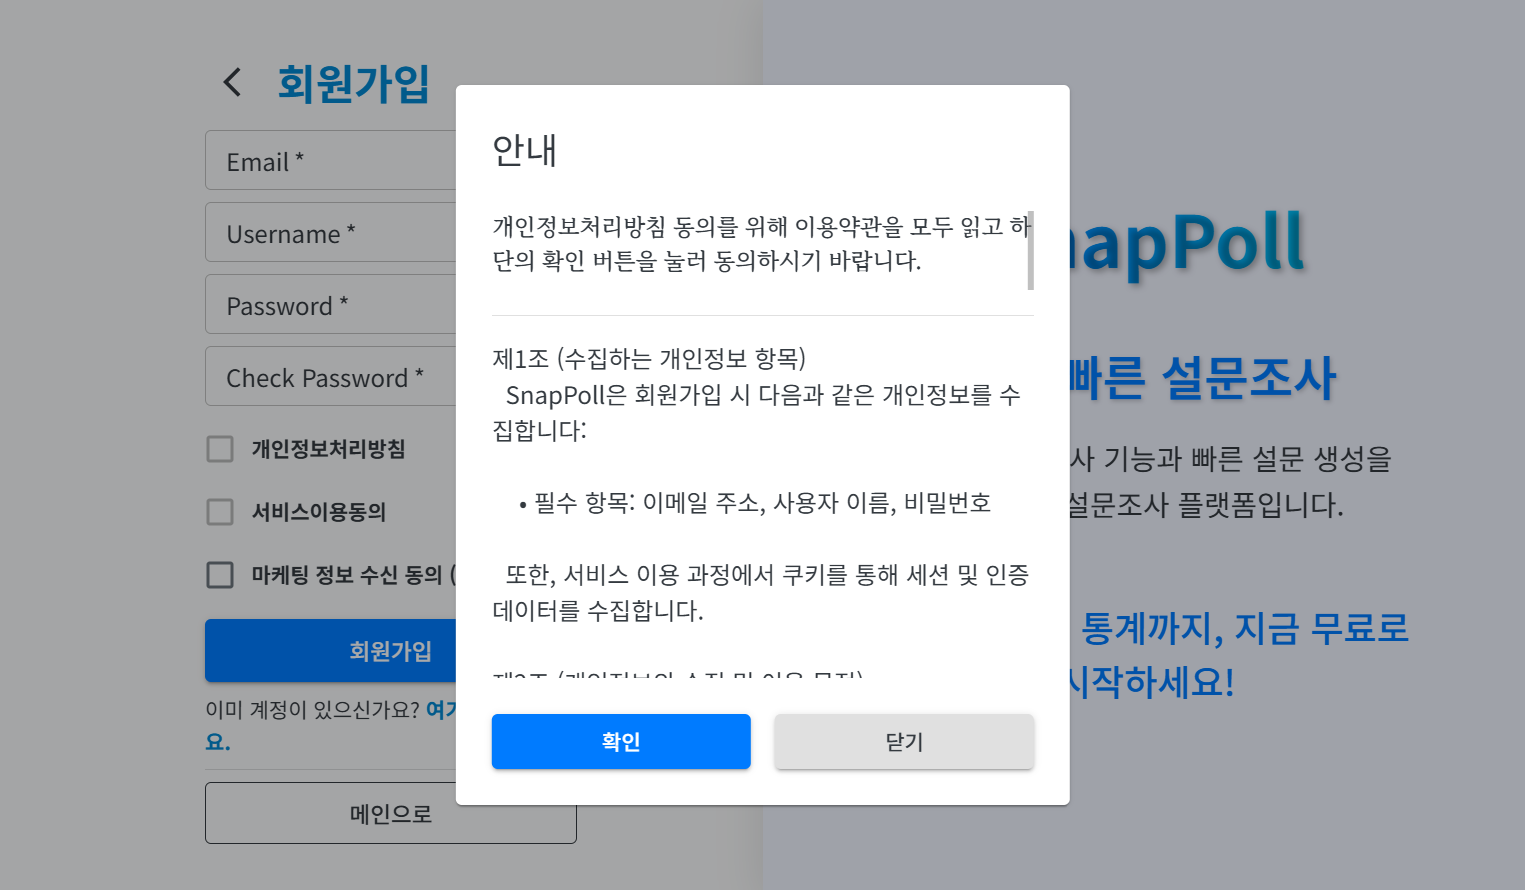 회원가입
Email *
Username *
Password *
Check Password *
개인정보처리방침
서비스이용동의
마케팅 정보 수신 동의 (
회원가입
이미 계정이 있으신가요?
요.
메인으로
안내
개인정보처리방침 동의를 위해 이용약관을 모두 읽고 하
단의 확인 버튼을 눌러 동의하시기 바랍니다.
제1조 (수집하는 개인정보 항목)
SnapPoll은 회원가입 시 다음과 같은 개인정보를 수
집합니다:
• 필수 항목: 이메일 주소, 사용자 이름, 비밀번호
또한, 서비스 이용 과정에서 쿠키를 통해 세션 및 인증
데이터를 수집합니다.
확인
닫기
napPoll
빠른 설문조사
사 기능과 빠른 설문 생성을
설문조사 플랫폼입니다.
통계까지, 지금 무료로
시작하세요!